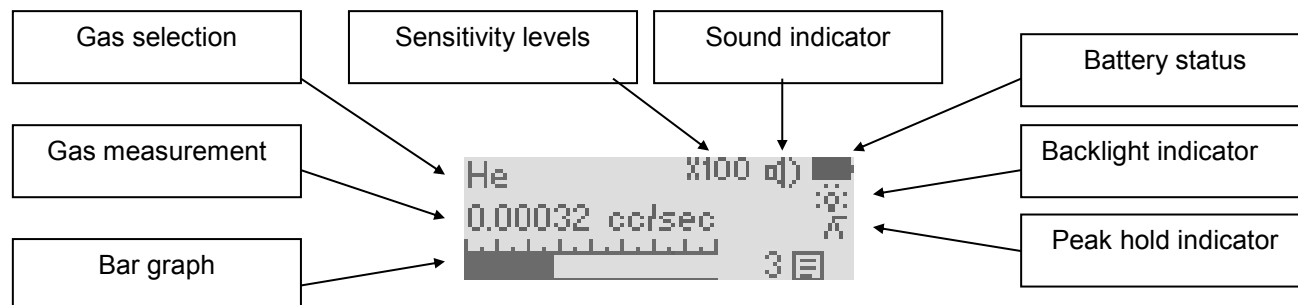 Gas selection
Sensitivity levels
Sound indicator
Battery status
Gas measurement
Backlight indicator
Bar graph
Peak hold indicator
He X100
0.00032 cc/sec
3